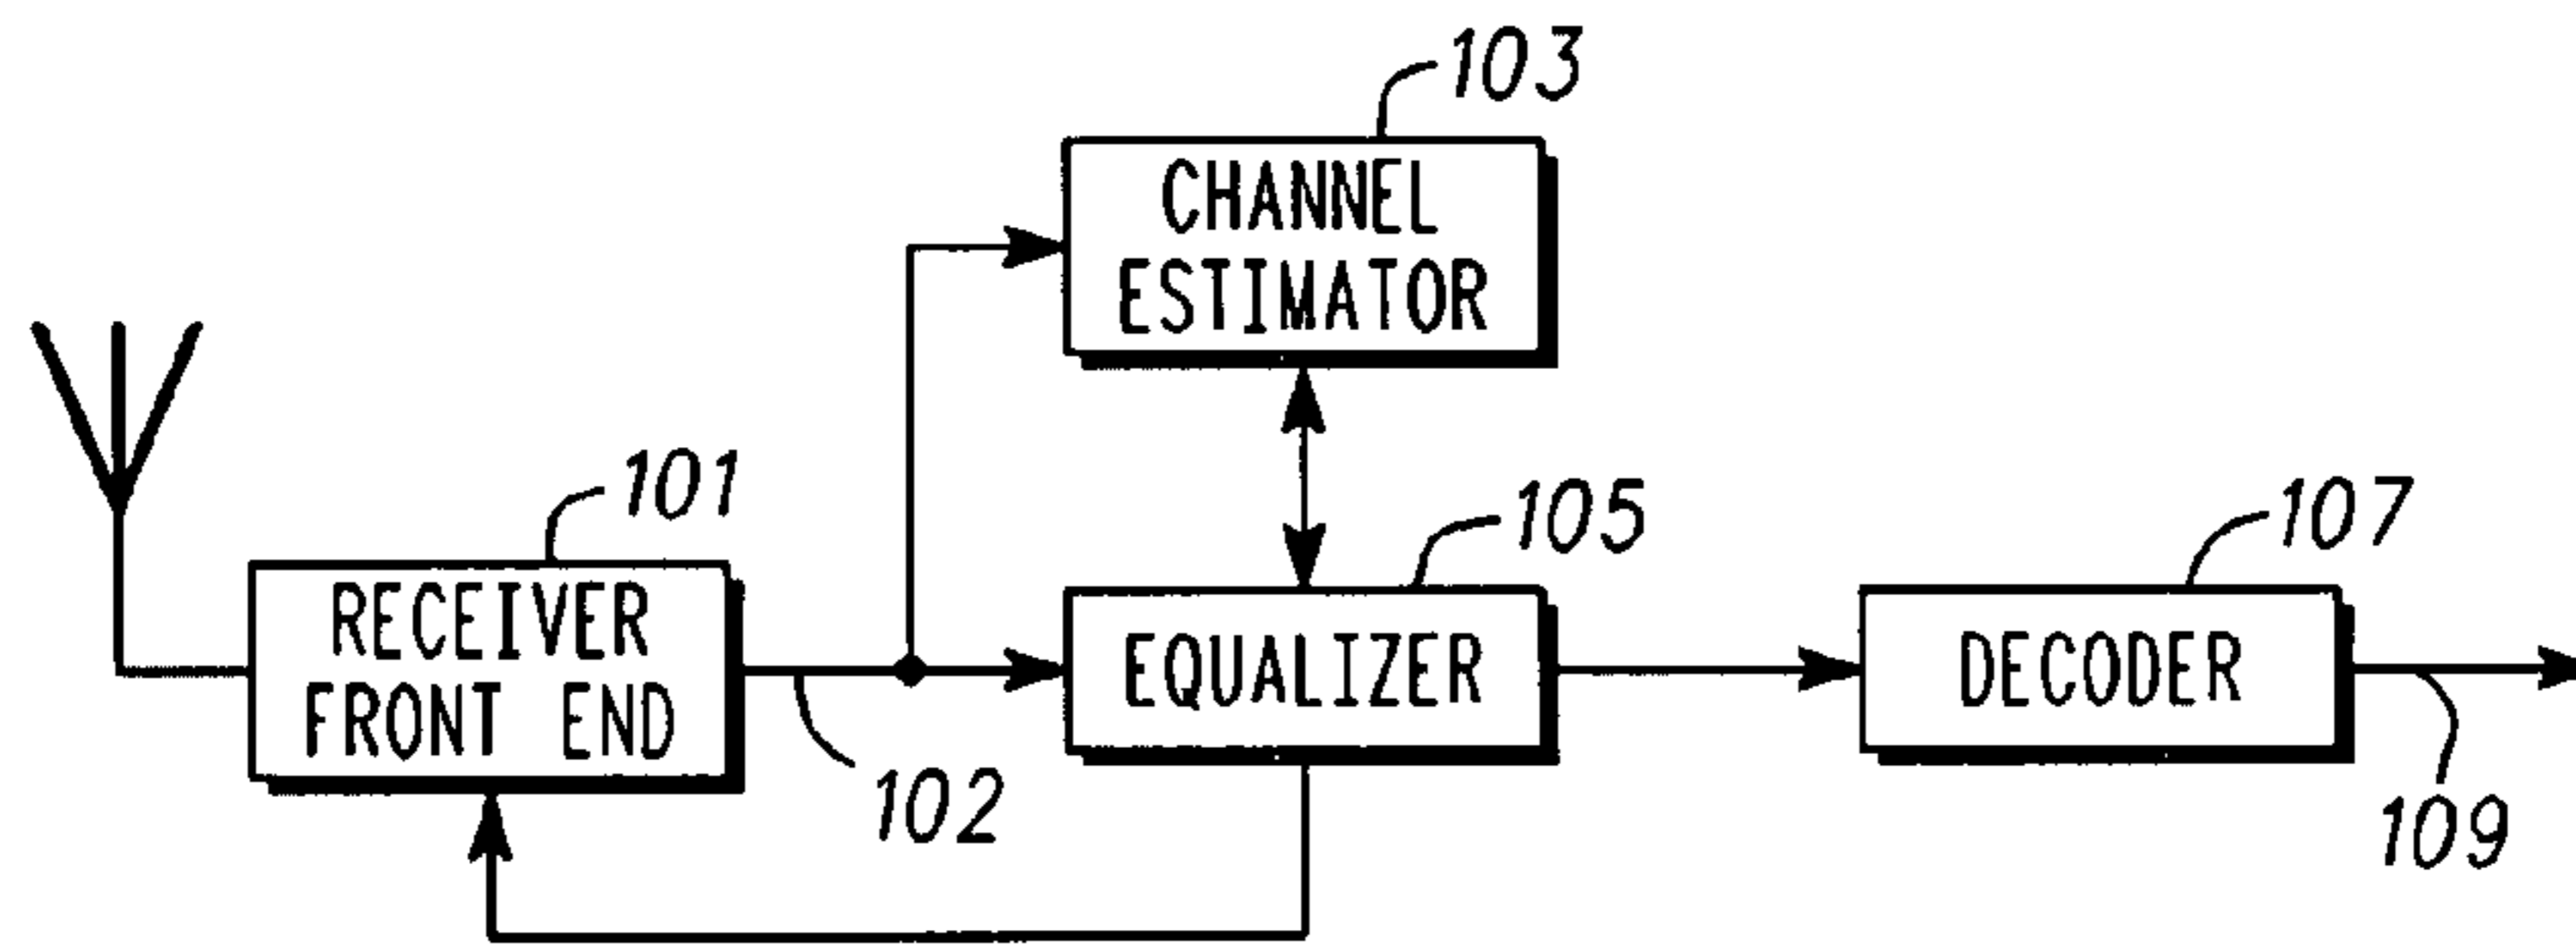 103
CHANNEL
ESTIMATOR
101
105
107
RECEIVER
FRONT END
EQUALIZER
DECODER
102
109